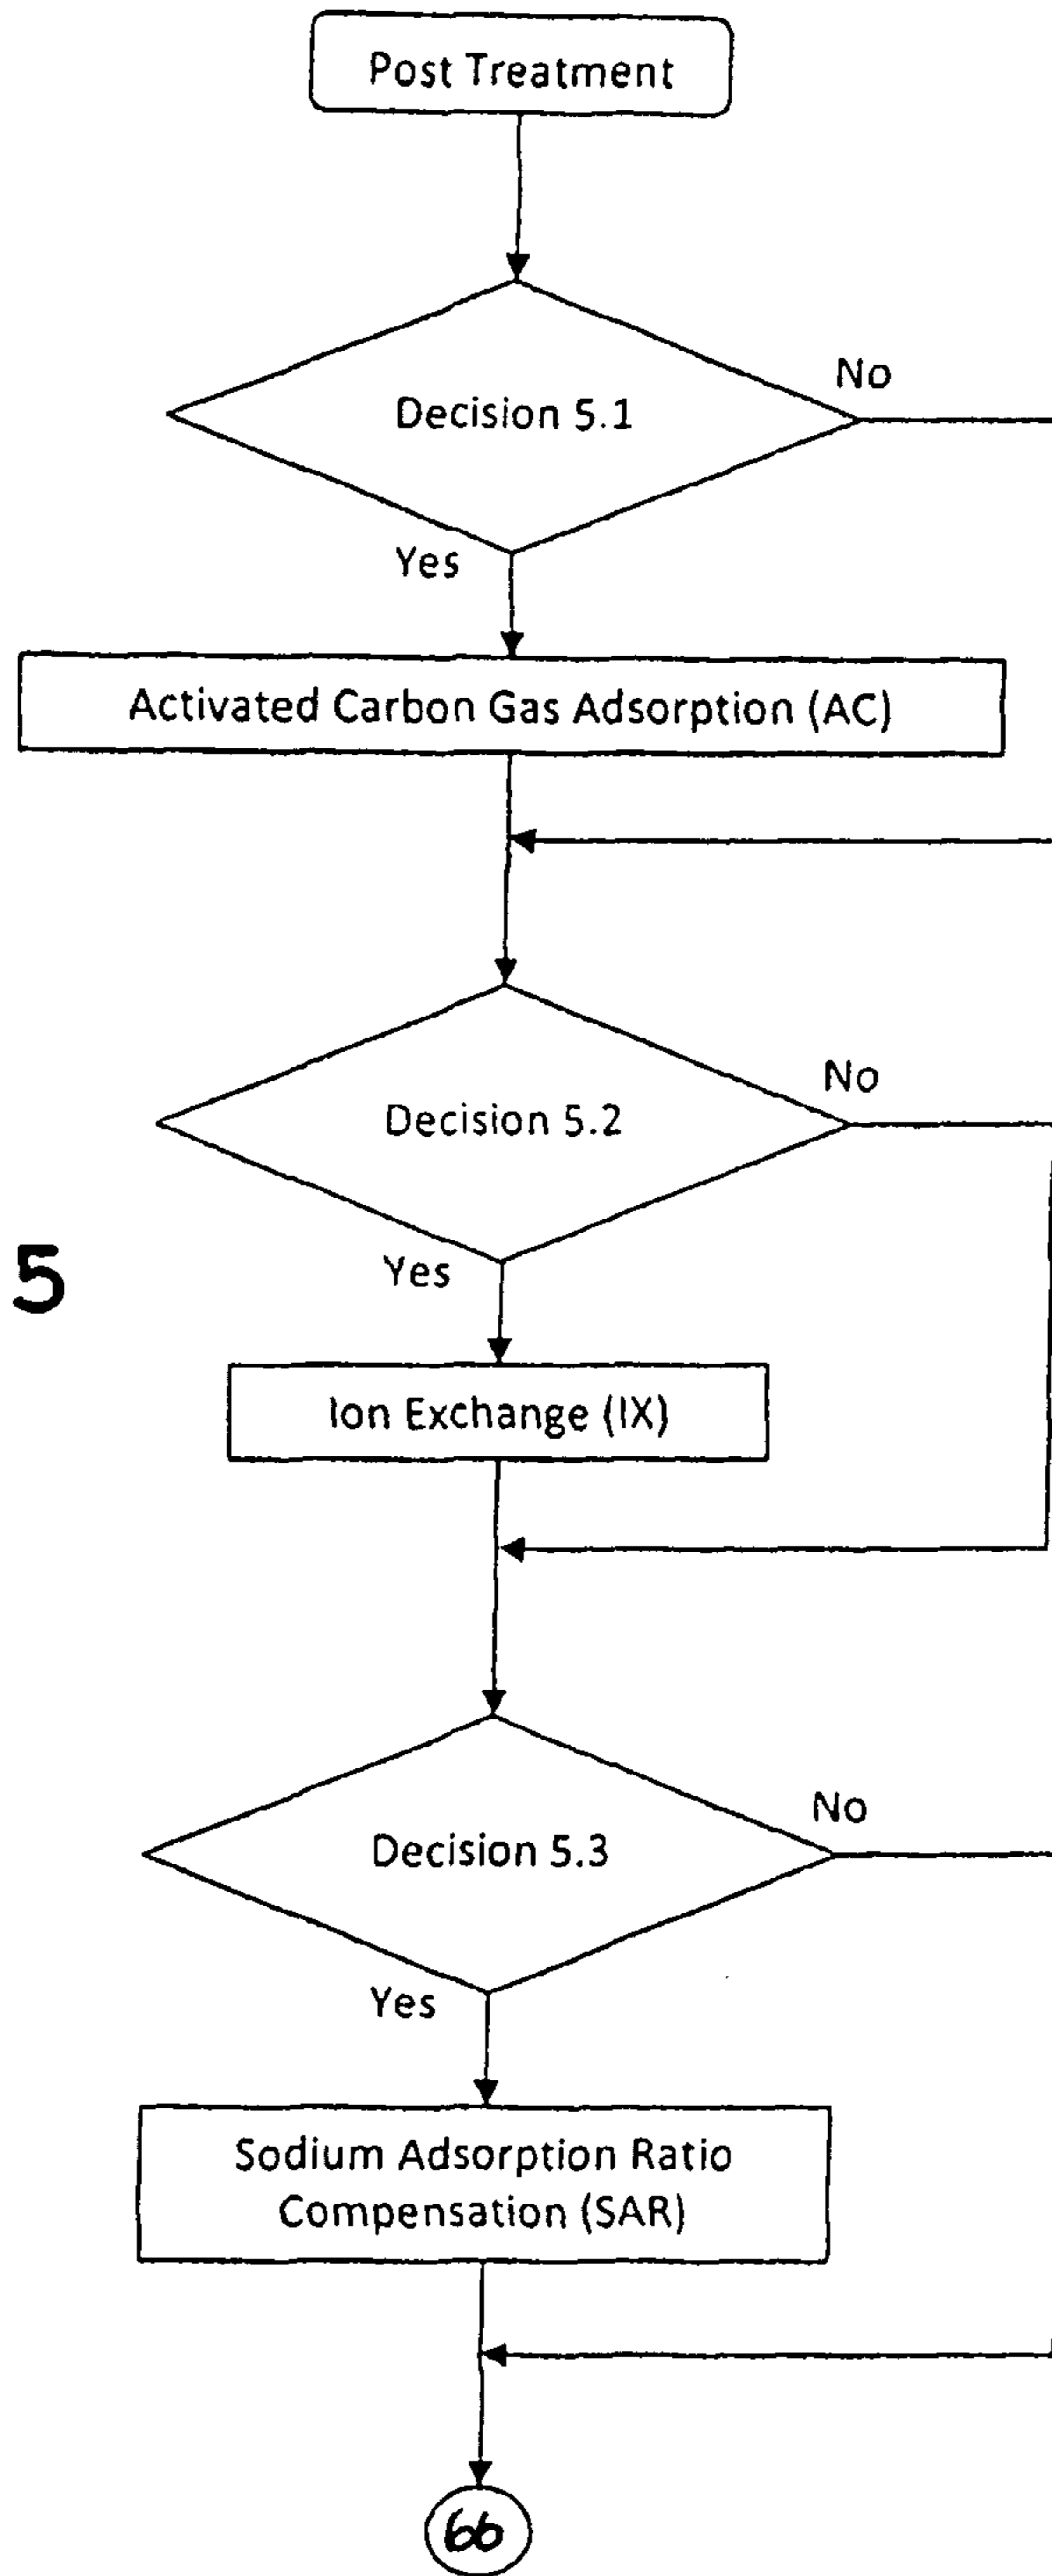 Post Treatment
Decision 5.1
No
Yes
Activated Carbon Gas Adsorption (AC)
Decision 5.2
No
Yes
5
Ion Exchange (IX)
Decision 5.3
No
Yes
Sodium Adsorption Ratio
Compensation (SAR)
66